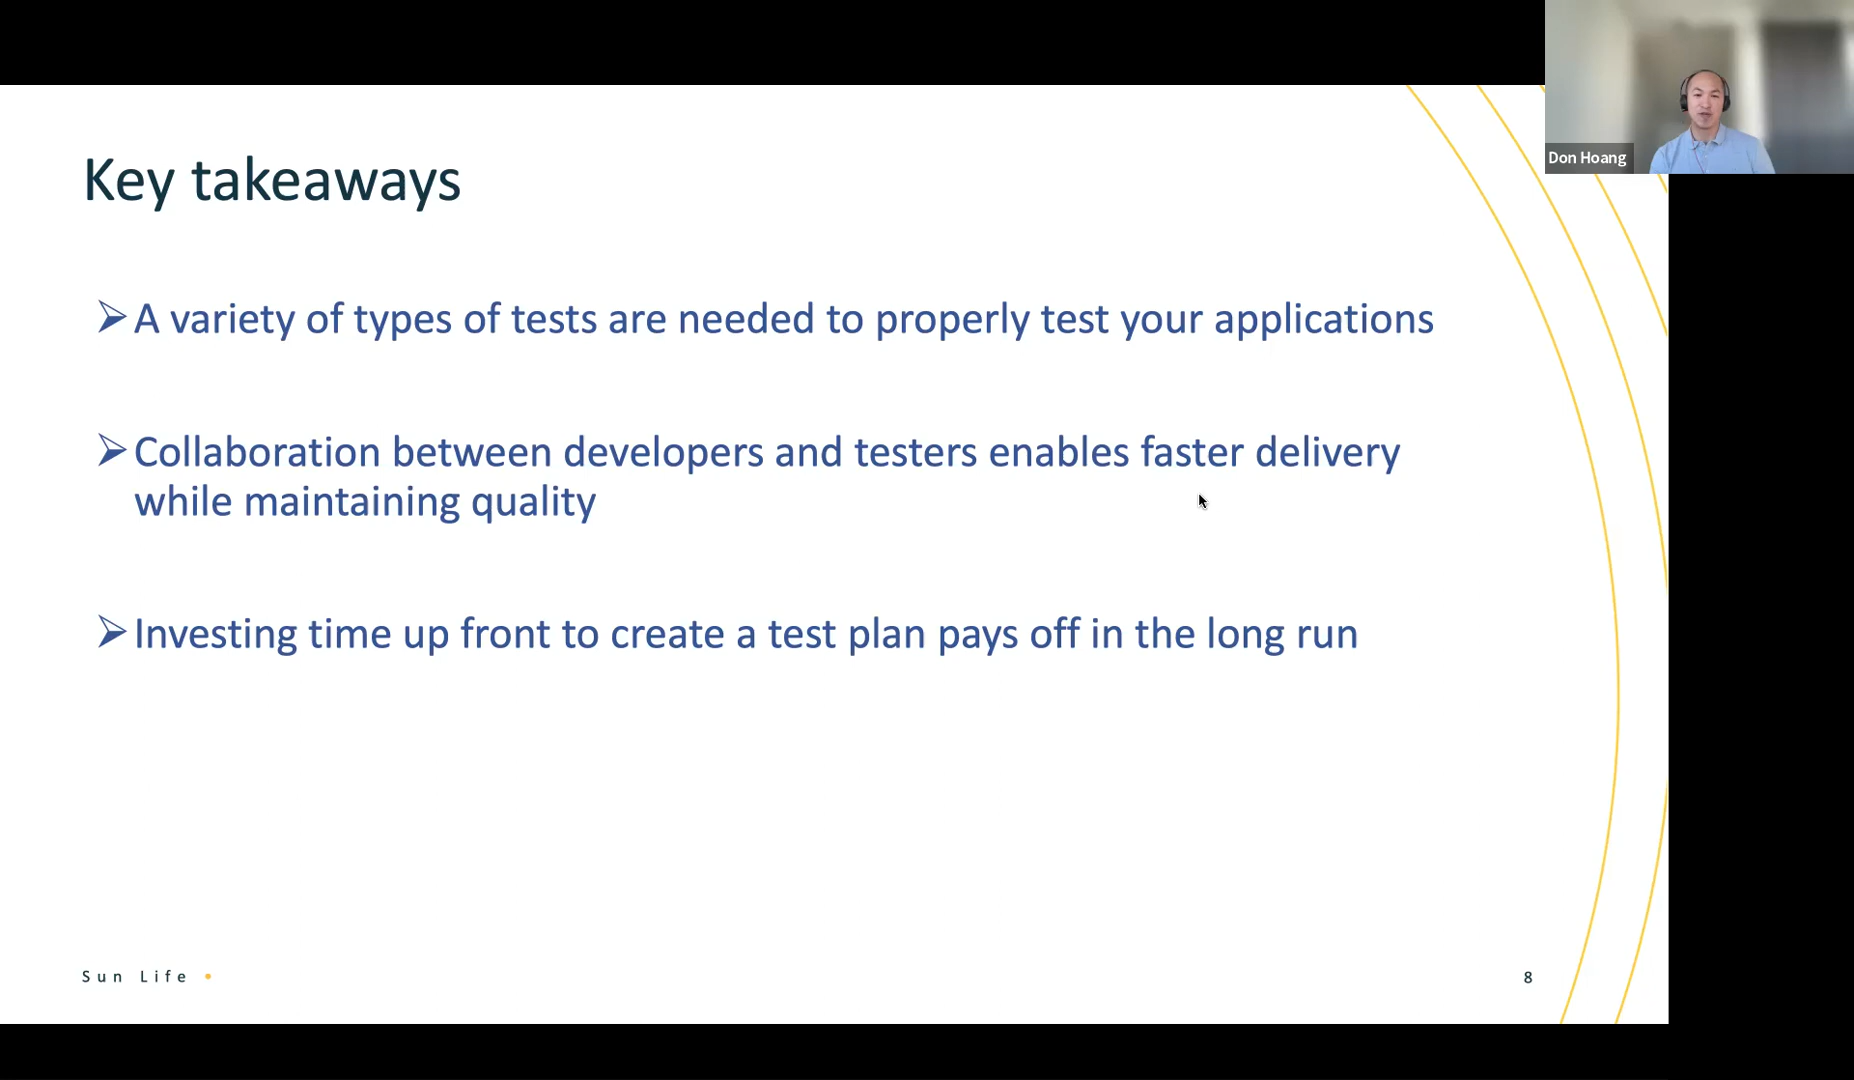 Don Hoang
Key takeaways
A variety of types of tests are needed to properly test your applications
Collaboration between developers and testers enables faster delivery
while maintaining quality
Investing time up front to create a test plan pays off in the long run
Sun Life
8